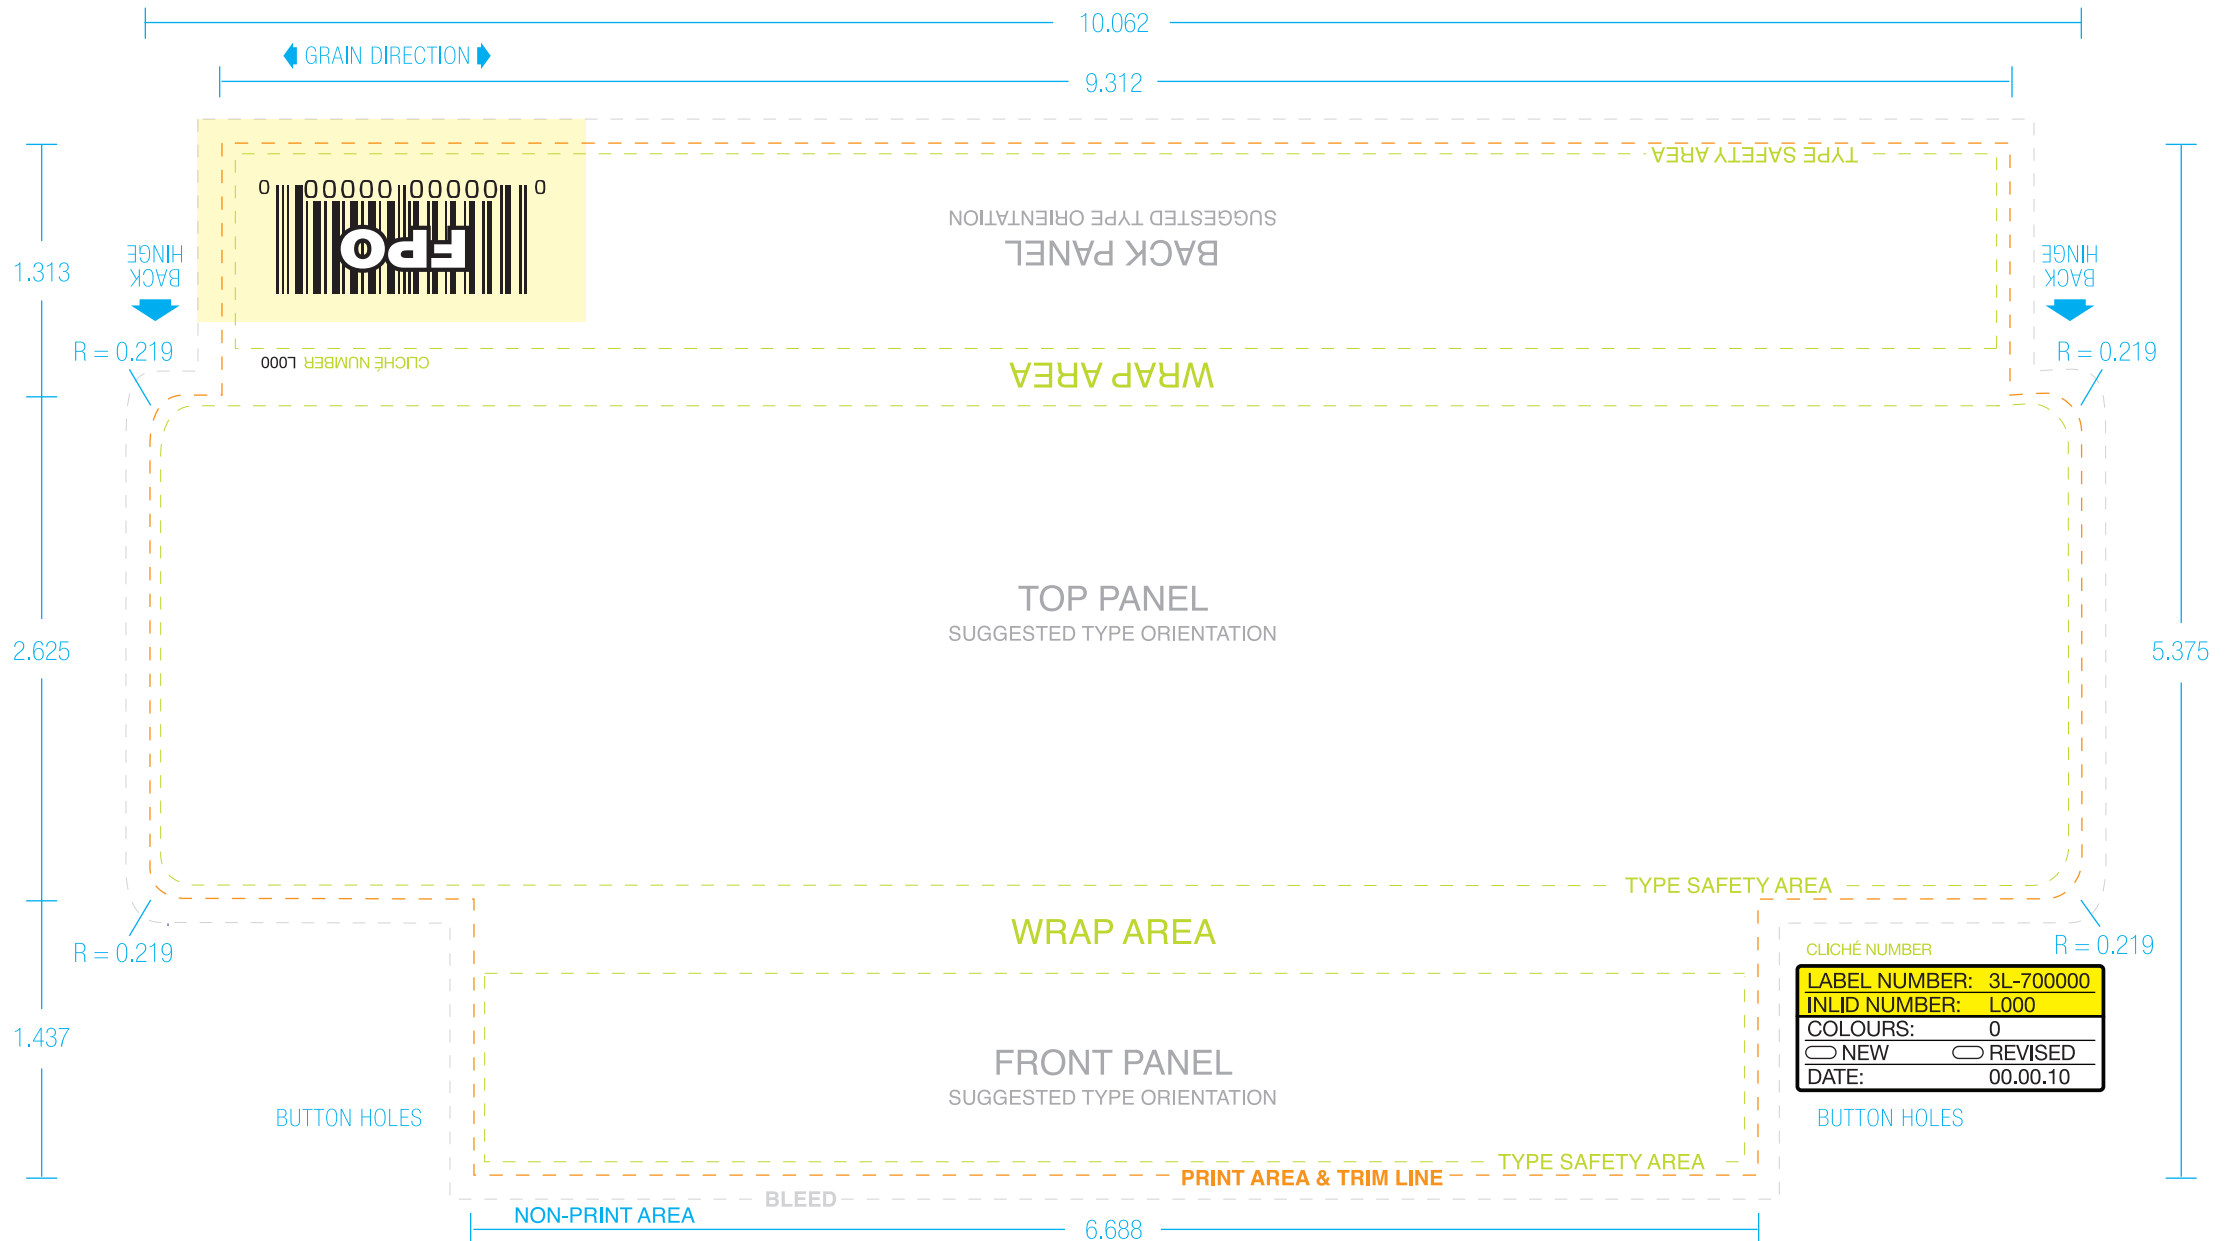 10.062
GRAIN DIRECTION
9.312
TYPE SAFETY AREA
0 00000 00000 0
FPO
SUGGESTED TYPE ORIENTATION
BACK PANEL
1.313
BACK
HINGE
BACK
HINGE
R = 0.219
R = 0.219
CLICHÉ NUMBER L000
WRAP AREA
TOP PANEL
SUGGESTED TYPE ORIENTATION
2.625
5.375
TYPE SAFETY AREA
WRAP AREA
R = 0.219
R = 0.219
CLICHÉ NUMBER
LABEL NUMBER: 3L-700000
INLID NUMBER: L000
COLOURS: 0
NEW REVISED
DATE: 00.00.10
1.437
FRONT PANEL
SUGGESTED TYPE ORIENTATION
BUTTON HOLES
BUTTON HOLES
TYPE SAFETY AREA
PRINT AREA & TRIM LINE
BLEED
NON-PRINT AREA
6.688